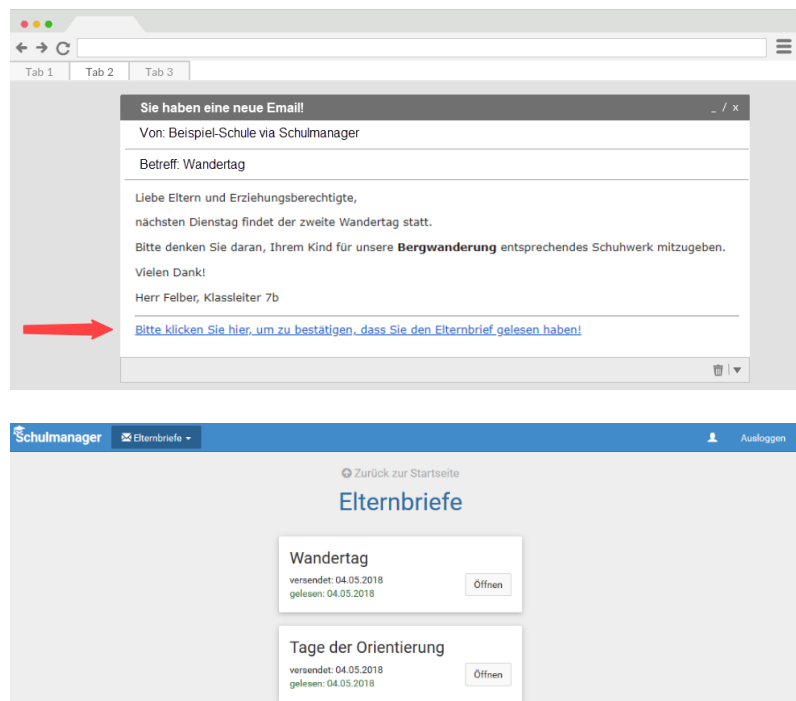 Tab 1 Tab 2 Tab 3
Sie haben eine neue Email! _ / x
Von: Beispiel-Schule via Schulmanager
Betreff: Wandertag
Liebe Eltern und Erziehungsberechtigte,
nächsten Dienstag findet der zweite Wandertag statt.
Bitte denken Sie daran, Ihrem Kind für unsere Bergwanderung entsprechendes Schuhwerk mitzugeben.
Vielen Dank!
Herr Felber, Klassleiter 7b
Bitte klicken Sie hier, um zu bestätigen, dass Sie den Elternbrief gelesen haben!
Schulmanager Elternbriefe Ausloggen
Zurück zur Startseite
Elternbriefe
Wandertag
versendet: 04.05.2018
gelesen: 04.05.2018
Öffnen
Tage der Orientierung
versendet: 04.05.2018
gelesen: 04.05.2018
Öffnen